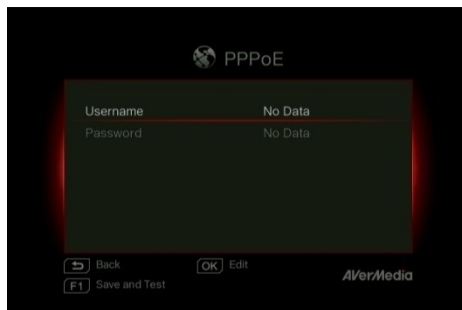 PPPoE
Username No Data
Password No Data
Back OK Edit
F1 Save and Test
AVerMedia